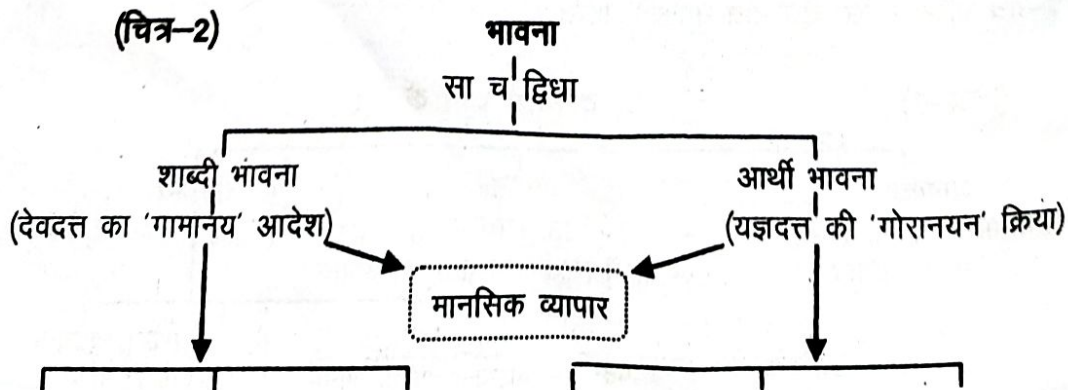 (चित्र–2)
भावना
सा च द्विधा
शाब्दी भावना
आर्थी भावना
(देवदत्त का 'गामानय' आदेश)
(यज्ञदत्त की 'गोरानयन' क्रिया)
मानसिक व्यापार